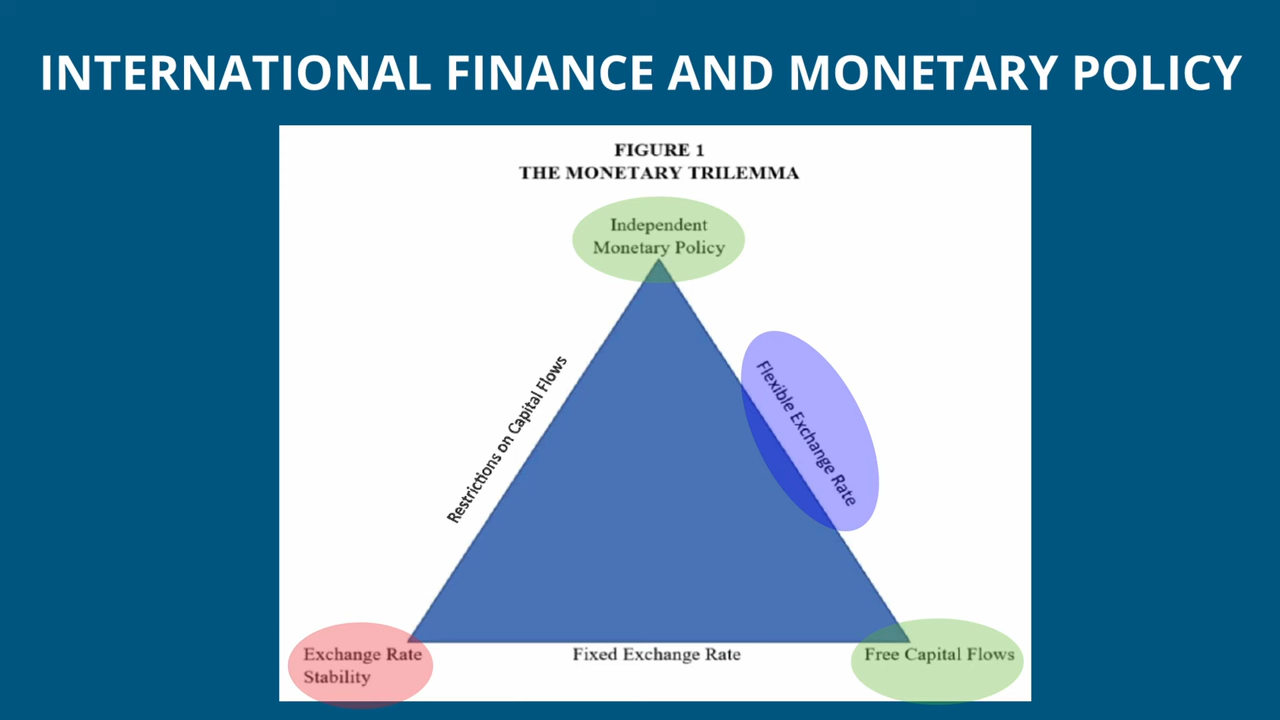 INTERNATIONAL FINANCE AND MONETARY POLICY
FIGURE 1
THE MONETARY TRILEMMA
Independent
Monetary Policy
Restrictions on Capital Flows
Flexible Exchange Rate
Exchange Rate
Stability
Fixed Exchange Rate
Free Capital Flows